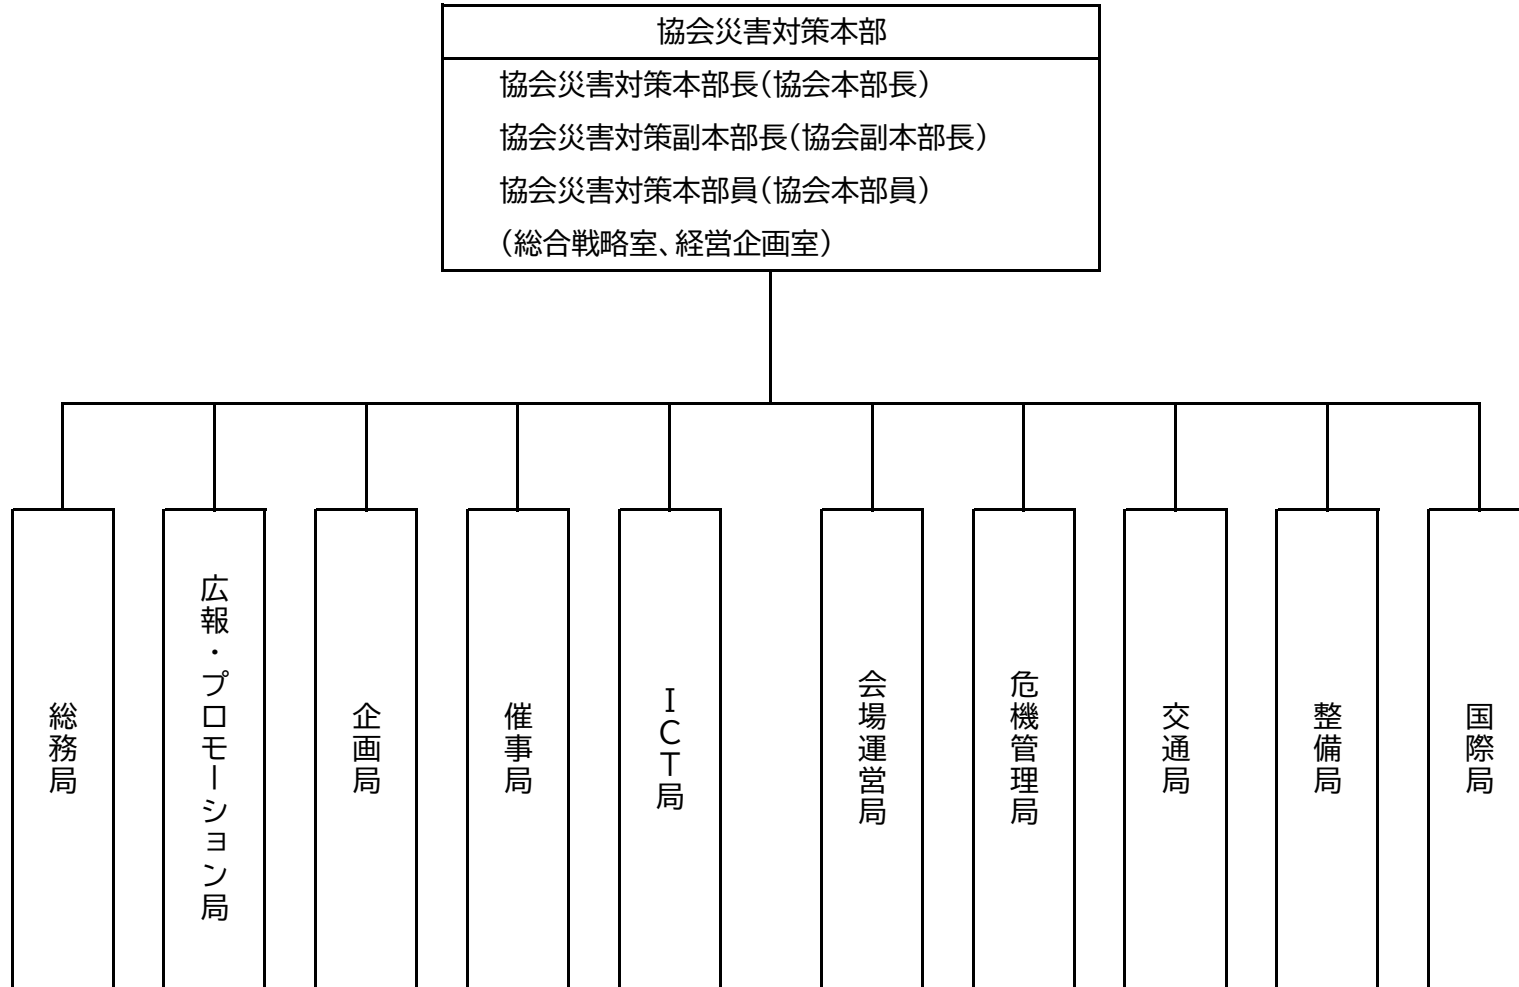 協会災害対策本部
協会災害対策本部長（協会本部長）
協会災害対策副本部長（協会副本部長）
協会災害対策本部員（協会本部員）
（総合戦略室、経営企画室）
総務局
広報・プロモーション局
企画局
催事局
ICT局
会場運営局
危機管理局
交通局
整備局
国際局